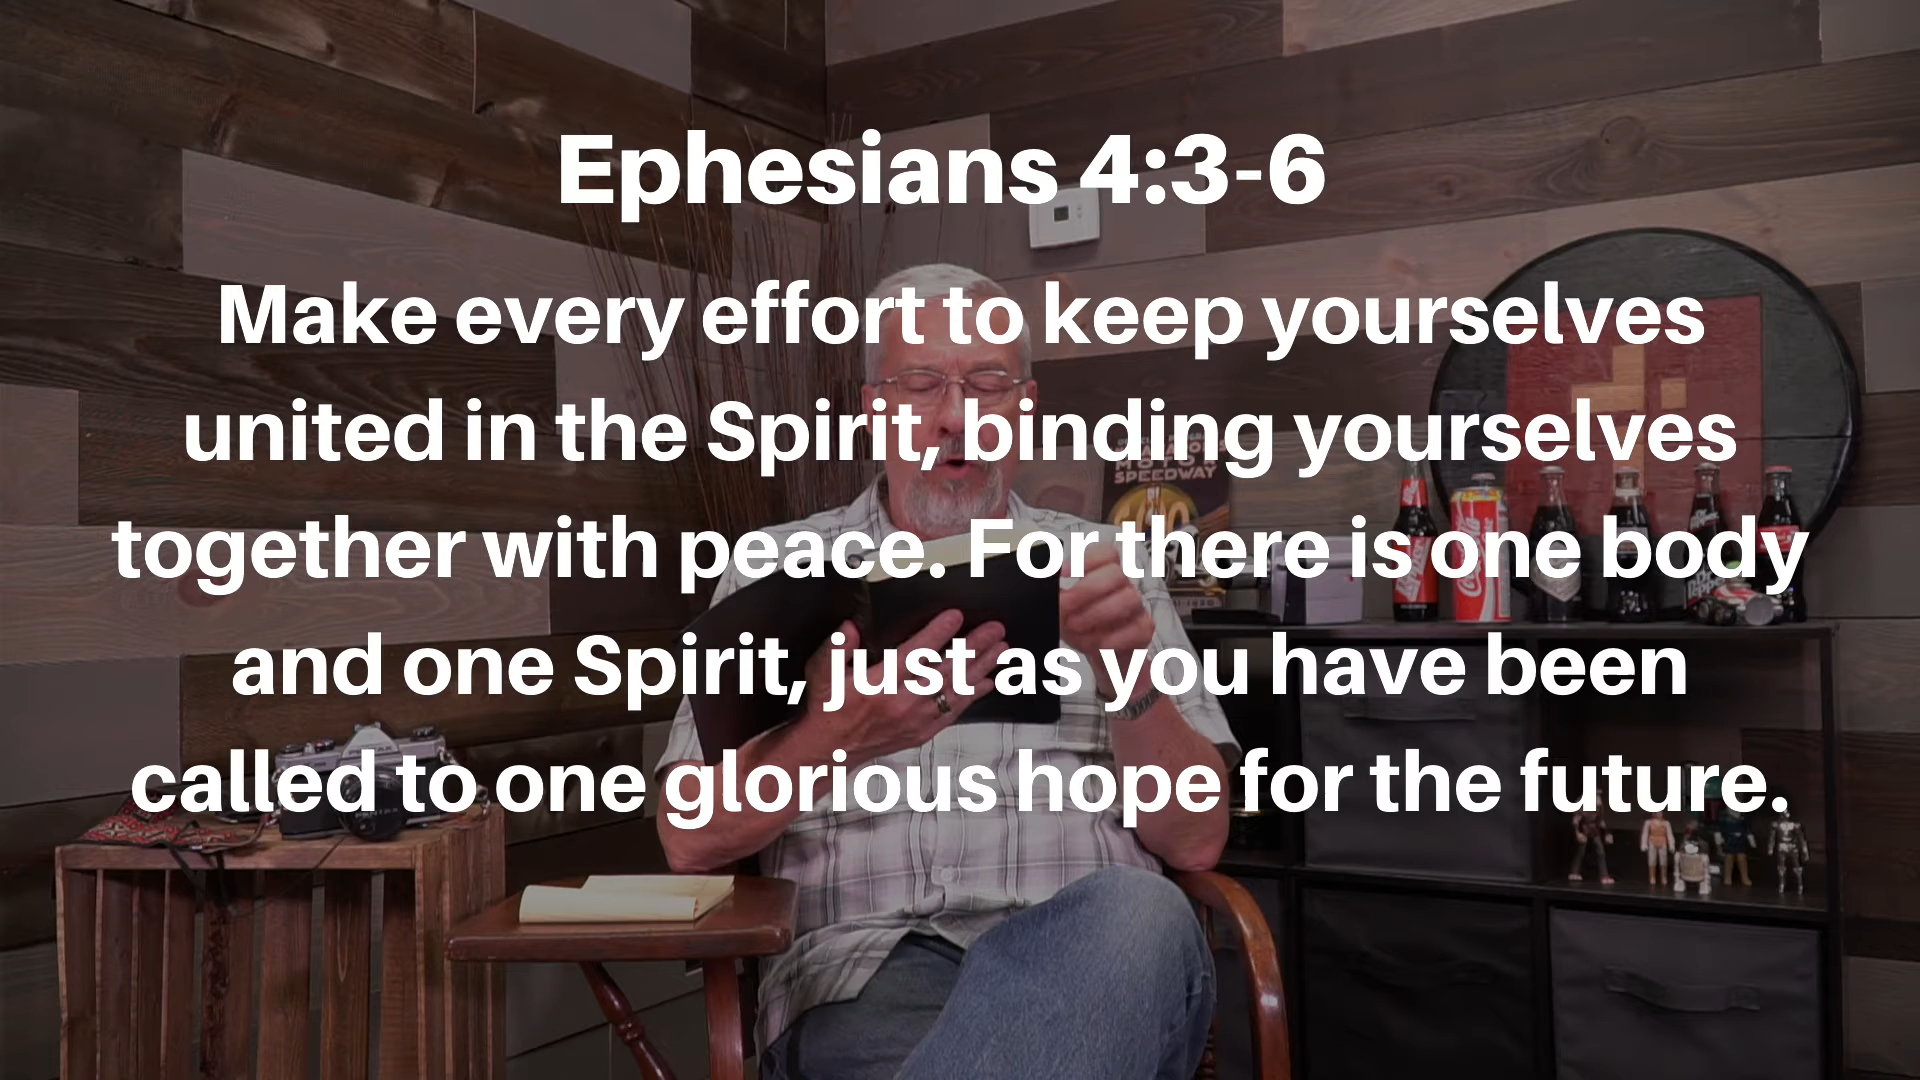 Ephesians 4:3-6
Make every effort to keep yourselves
united in the Spirit, binding yourselves
together with peace. For there is one body
and one Spirit, just as you have been
called to one glorious hope for the future.
SPEEDWAY
PENTAX